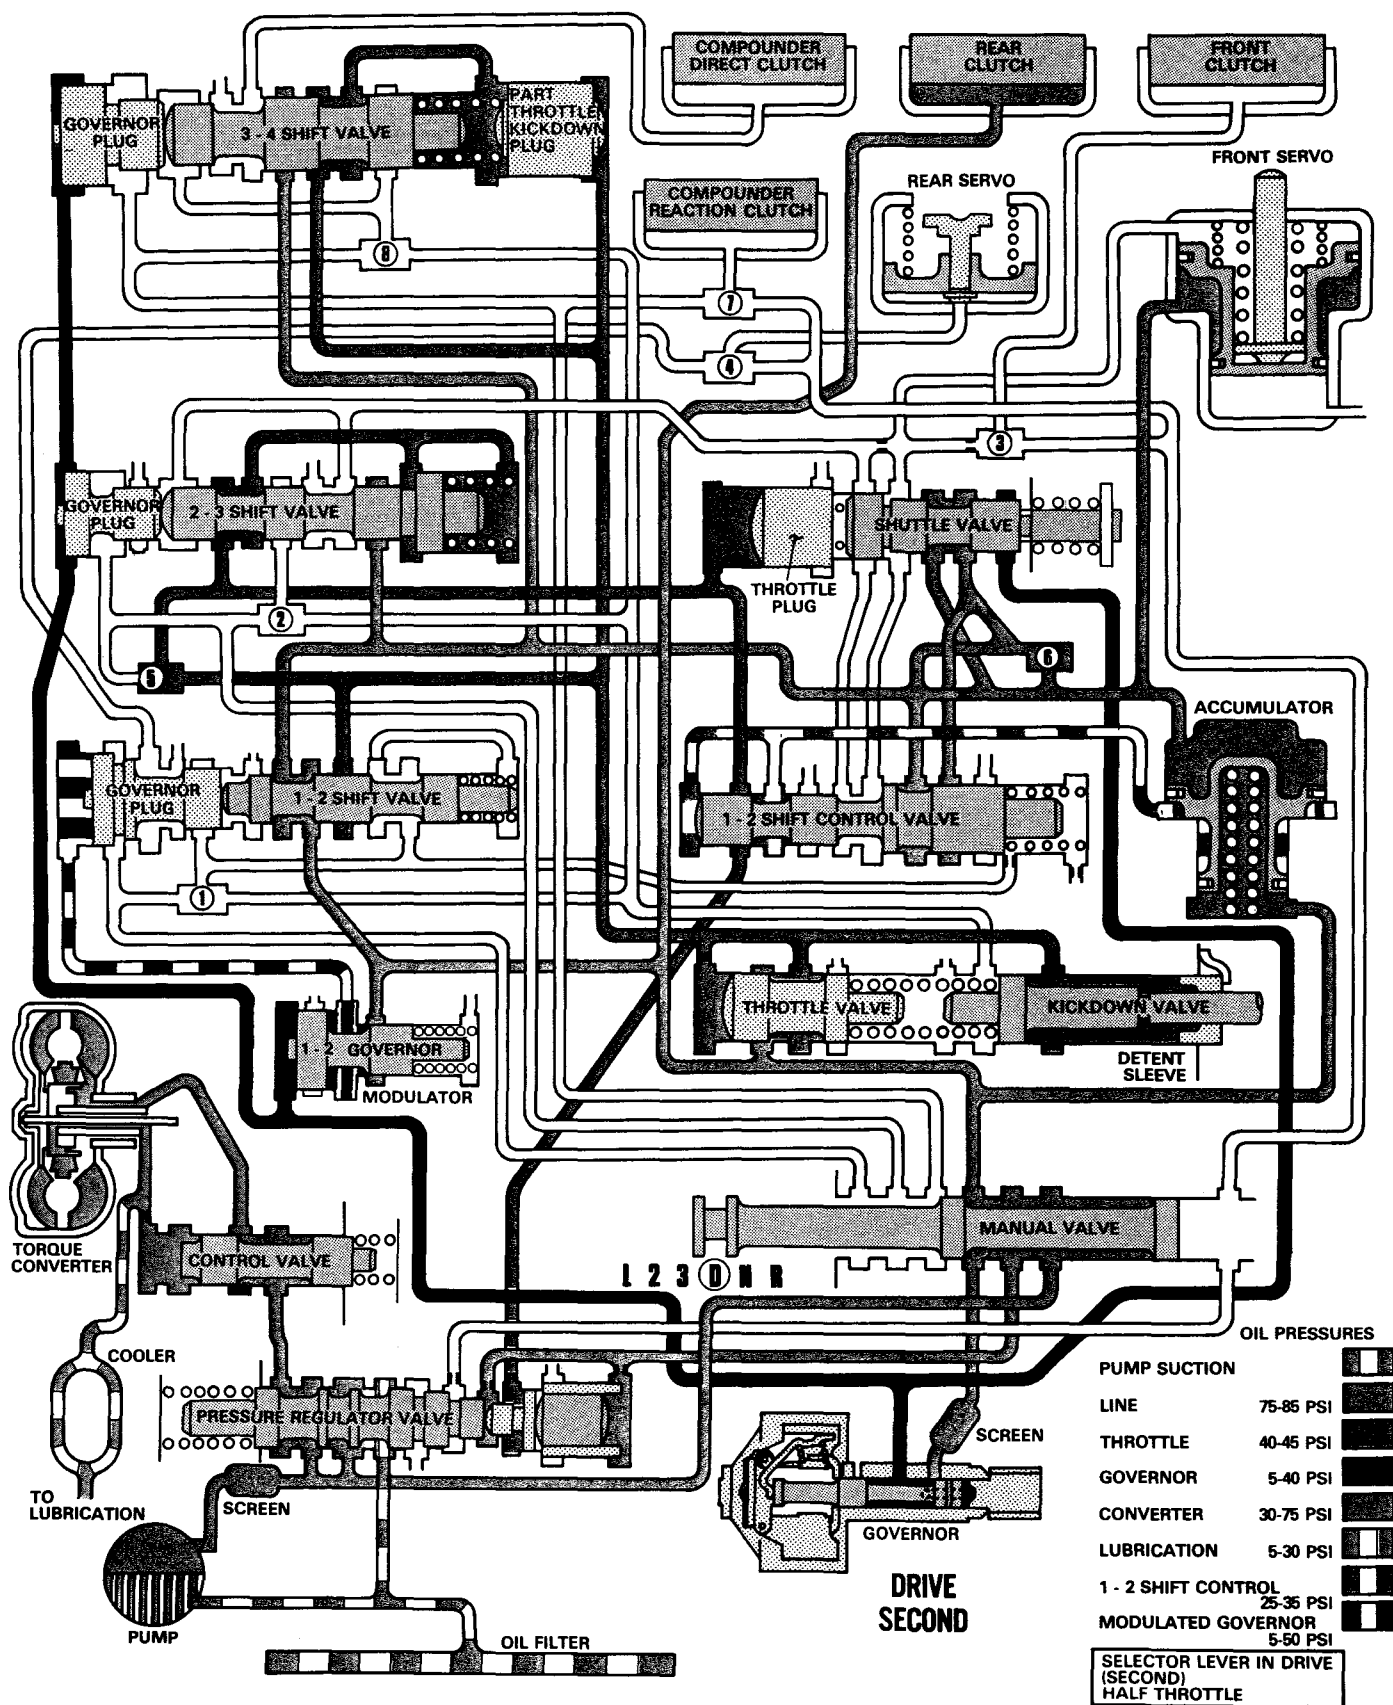 COMPOUNDER
DIRECT CLUTCH
REAR
CLUTCH
FRONT
CLUTCH
GOVERNOR
PLUG
3 - 4 SHIFT VALVE
PART
THROTTLE
KICKDOWN
PLUG
COMPOUNDER
REACTION CLUTCH
REAR SERVO
FRONT SERVO
8
7
4
3
GOVERNOR
PLUG
2 - 3 SHIFT VALVE
SHUTTLE VALVE
THROTTLE
PLUG
2
5
6
ACCUMULATOR
GOVERNOR
PLUG
1 - 2 SHIFT VALVE
1 - 2 SHIFT CONTROL VALVE
1
THROTTLE VALVE
KICKDOWN VALVE
DETENT
SLEEVE
1 - 2 GOVERNOR
MODULATOR
TORQUE
CONVERTER
CONTROL VALVE
MANUAL VALVE
L 2 3 D N R
COOLER
PRESSURE REGULATOR VALVE
SCREEN
SCREEN
TO
LUBRICATION
PUMP
OIL FILTER
GOVERNOR
DRIVE
SECOND
OIL PRESSURES
PUMP SUCTION
LINE 75-85 PSI
THROTTLE 40-45 PSI
GOVERNOR 5-40 PSI
CONVERTER 30-75 PSI
LUBRICATION 5-30 PSI
1 - 2 SHIFT CONTROL
25-35 PSI
MODULATED GOVERNOR
5-50 PSI
SELECTOR LEVER IN DRIVE
(SECOND)
HALF THROTTLE